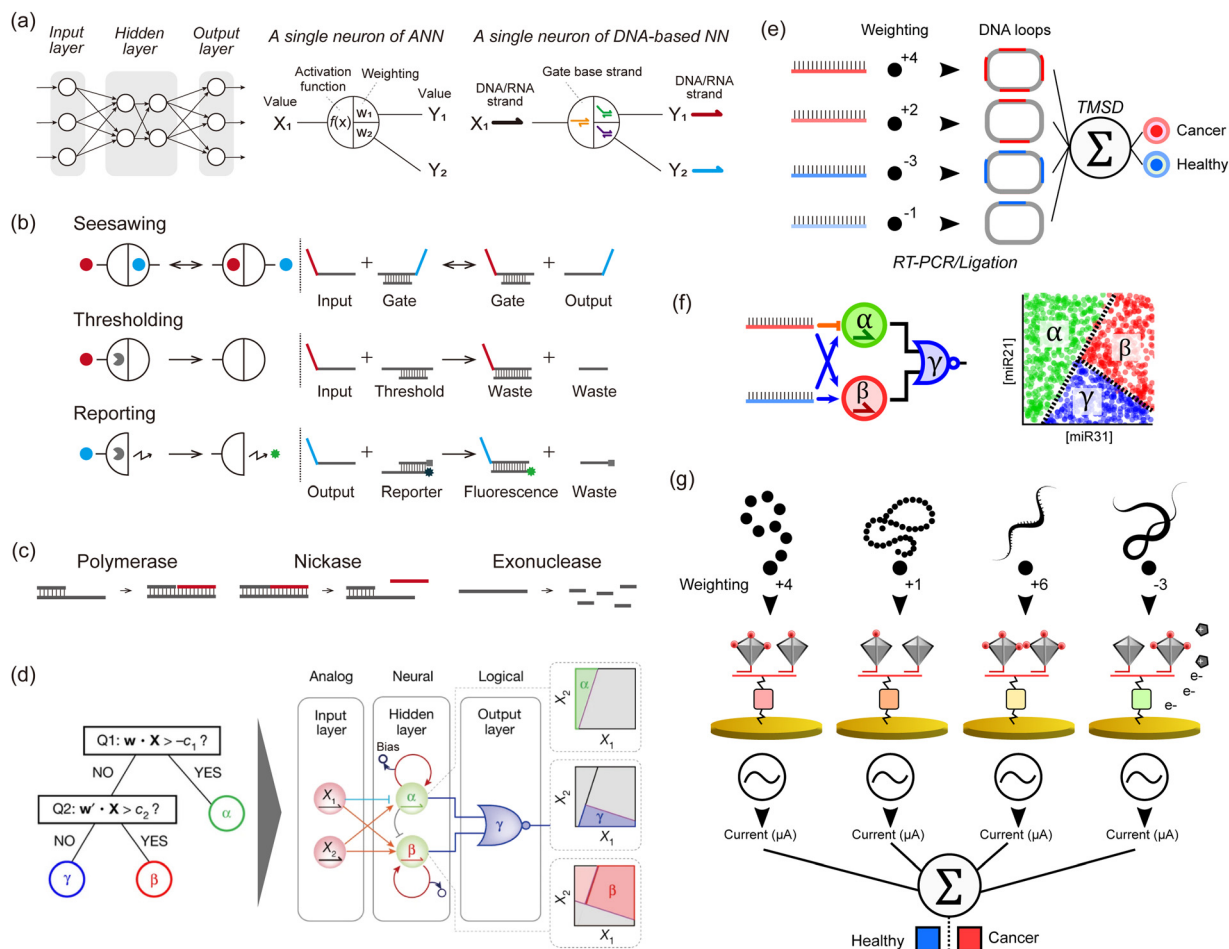 (a)
Input layer
Hidden layer
Output layer
A single neuron of ANN
Activation function
Weighting
Value
X₁
f(x)
w₁
w₂
Value
Y₁
Y₂
A single neuron of DNA-based NN
Gate base strand
DNA/RNA strand
X₁
DNA/RNA strand
Y₁
Y₂
(b)
Seesawing
+
+
Input
Gate
Gate
Output
Thresholding
+
+
Input
Threshold
Waste
Waste
Reporting
+
+
Output
Reporter
Fluorescence
Waste
(c)
Polymerase
Nickase
Exonuclease
(d)
Q1: w · X > –c₁ ?
NO
YES
Q2: w′ · X > c₂ ?
α
NO
YES
γ
β
Analog
Neural
Logical
Input layer
Hidden layer
Output layer
Bias
X₁
X₂
α
β
γ
X₂
α
X₁
X₂
γ
X₁
X₂
β
X₁
(e)
Weighting
DNA loops
+4
+2
-3
-1
TMSD
Σ
Cancer
Healthy
RT-PCR/Ligation
(f)
α
β
γ
[miR21]
α
β
γ
[miR31]
(g)
Weighting
+4
+1
+6
-3
+
+
e-
e-
e-
Current (μA)
Current (μA)
Current (μA)
Current (μA)
Σ
Healthy
Cancer